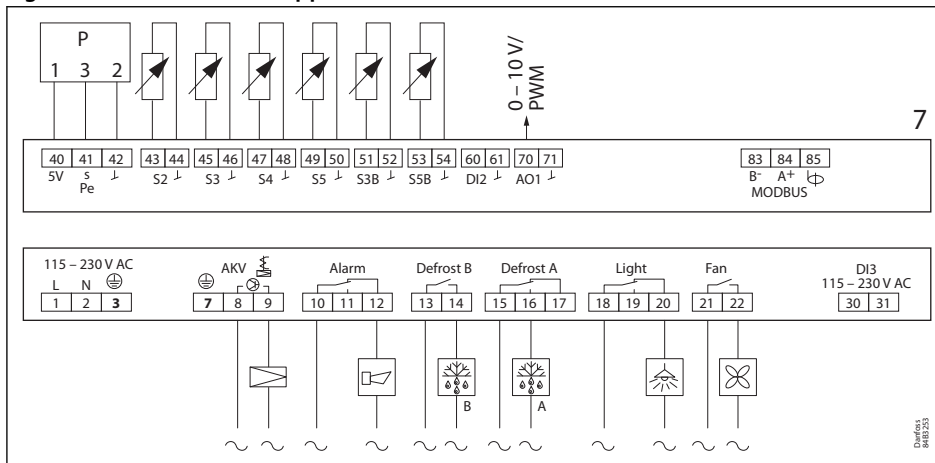 P
1 3 2
0 – 10 V/
PWM
7
40 41 42 43 44 45 46 47 48 49 50 51 52 53 54 60 61 70 71 83 84 85
5V s S2 S3 S4 S5 S3B S5B DI2 AO1 B- A+
Pe MODBUS
115 – 230 V AC AKV Alarm Defrost B Defrost A Light Fan DI3
L N 115 – 230 V AC
1 2 3 7 8 9 10 11 12 13 14 15 16 17 18 19 20 21 22 30 31
B A
Danfoss
84B3253